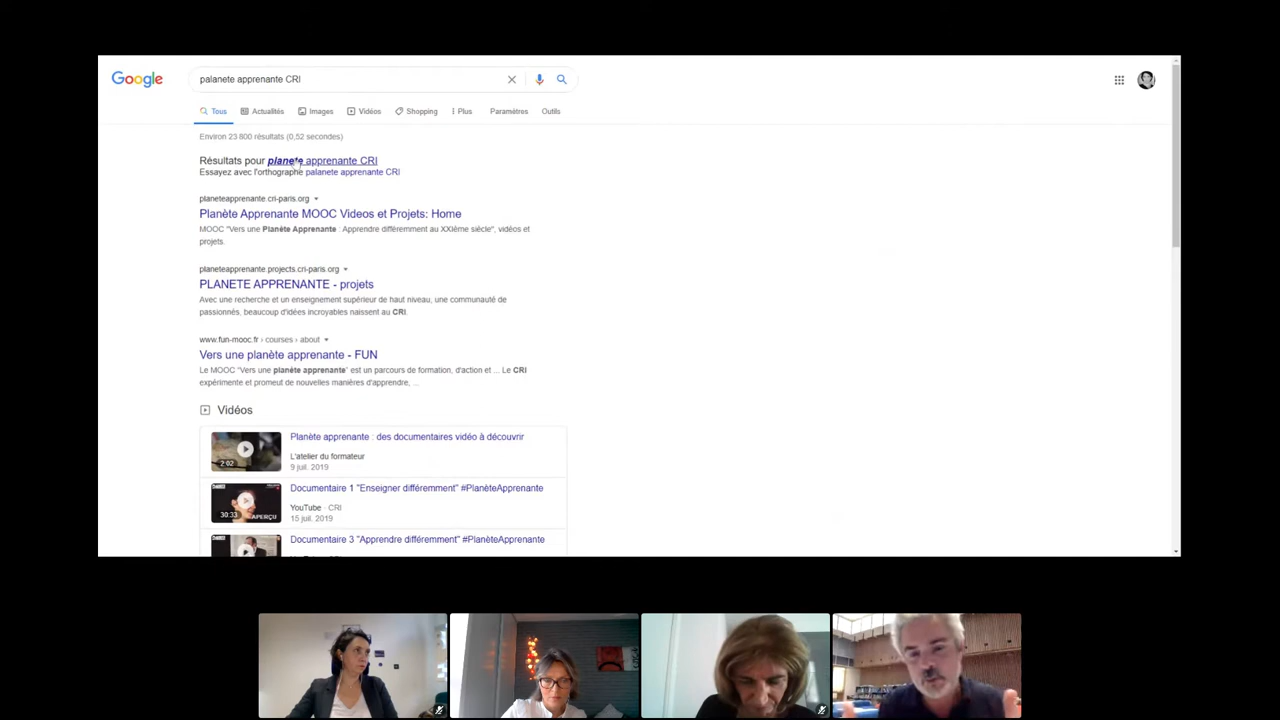 Google
palanete apprenante CRI
Tous Actualités Images Vidéos Shopping Plus Paramètres Outils
Environ 23 800 résultats (0,52 secondes)
Résultats pour planete apprenante CRI
Essayez avec l'orthographe palanete apprenante CRI
planeteapprenante.cri-paris.org
Planète Apprenante MOOC Videos et Projets: Home
MOOC "Vers une Planète Apprenante : Apprendre différemment au XXIème siècle", vidéos et
projets.
planeteapprenante.projects.cri-paris.org
PLANETE APPRENANTE - projets
Avec une recherche et un enseignement supérieur de haut niveau, une communauté de
passionnés, beaucoup d'idées incroyables naissent au CRI.
www.fun-mooc.fr › courses › about
Vers une planète apprenante - FUN
Le MOOC "Vers une planète apprenante" est un parcours de formation, d'action et ... Le CRI
expérimente et promeut de nouvelles manières d'apprendre, ...
Vidéos
Planète apprenante : des documentaires vidéo à découvrir
L'atelier du formateur
2:02
9 juil. 2019
Documentaire 1 "Enseigner différemment" #PlanèteApprenante
YouTube · CRI
30:33
APERÇU
15 juil. 2019
Documentaire 3 "Apprendre différemment" #PlanèteApprenante